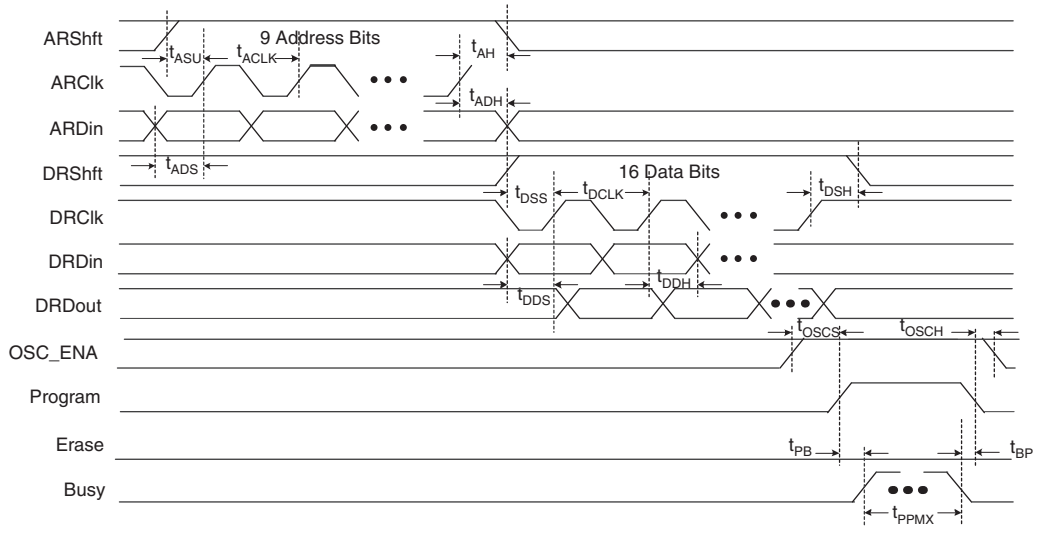 ARShft
9 Address Bits
tASU
tACLK
tAH
ARClk
tADH
ARDin
tADS
DRShft
16 Data Bits
tDSS
tDCLK
tDSH
DRClk
DRDin
tDDS
tDDH
DRDout
tOSCS
tOSCH
OSC_ENA
Program
Erase
tPB
tBP
Busy
tPPMX